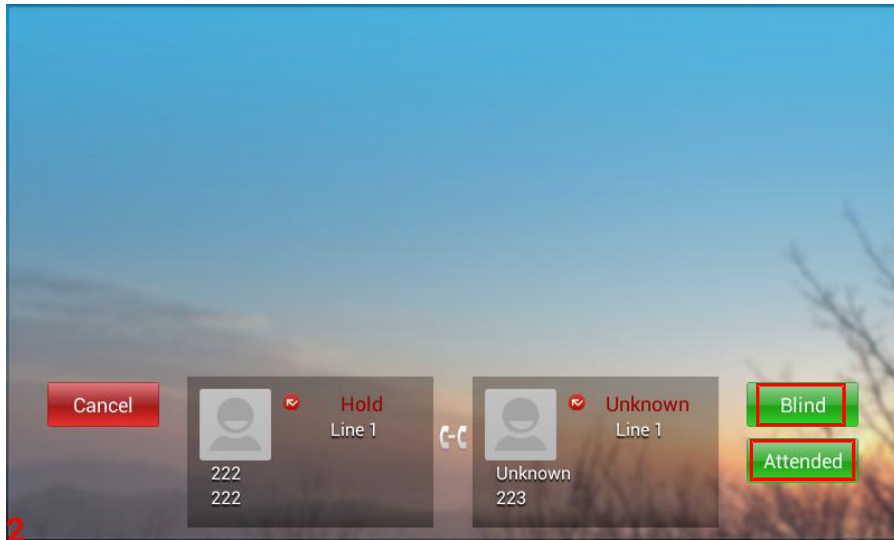 Cancel
Hold
Line 1
222
222
Unknown
Line 1
Unknown
223
Blind
Attended
2